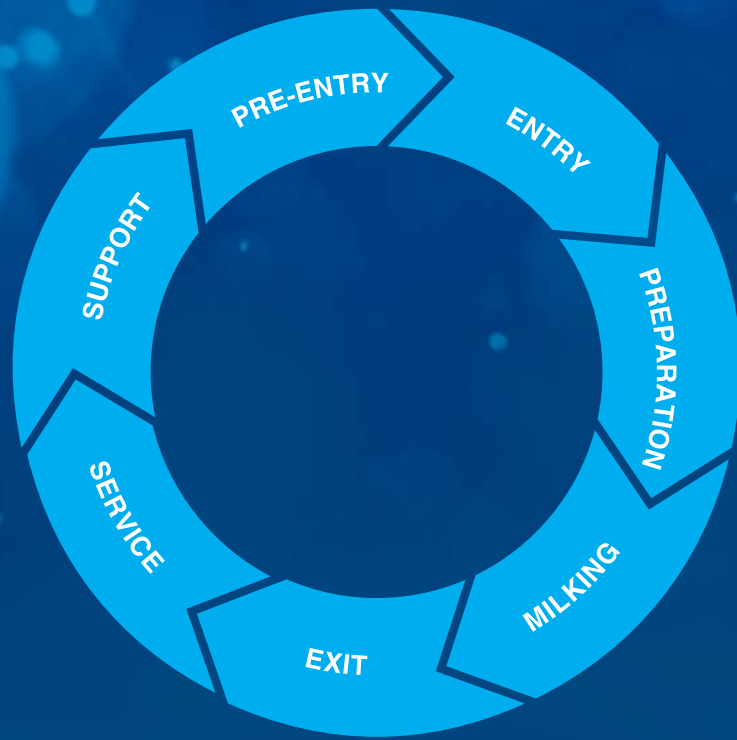 PRE-ENTRY
ENTRY
PREPARATION
MILKING
EXIT
SERVICE
SUPPORT